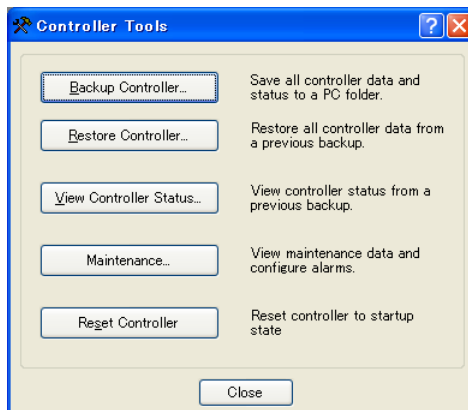 Controller Tools
Backup Controller...
Save all controller data and
status to a PC folder.
Restore Controller...
Restore all controller data from
a previous backup.
View Controller Status...
View controller status from a
previous backup.
Maintenance...
View maintenance data and
configure alarms.
Reset Controller
Reset controller to startup
state
Close